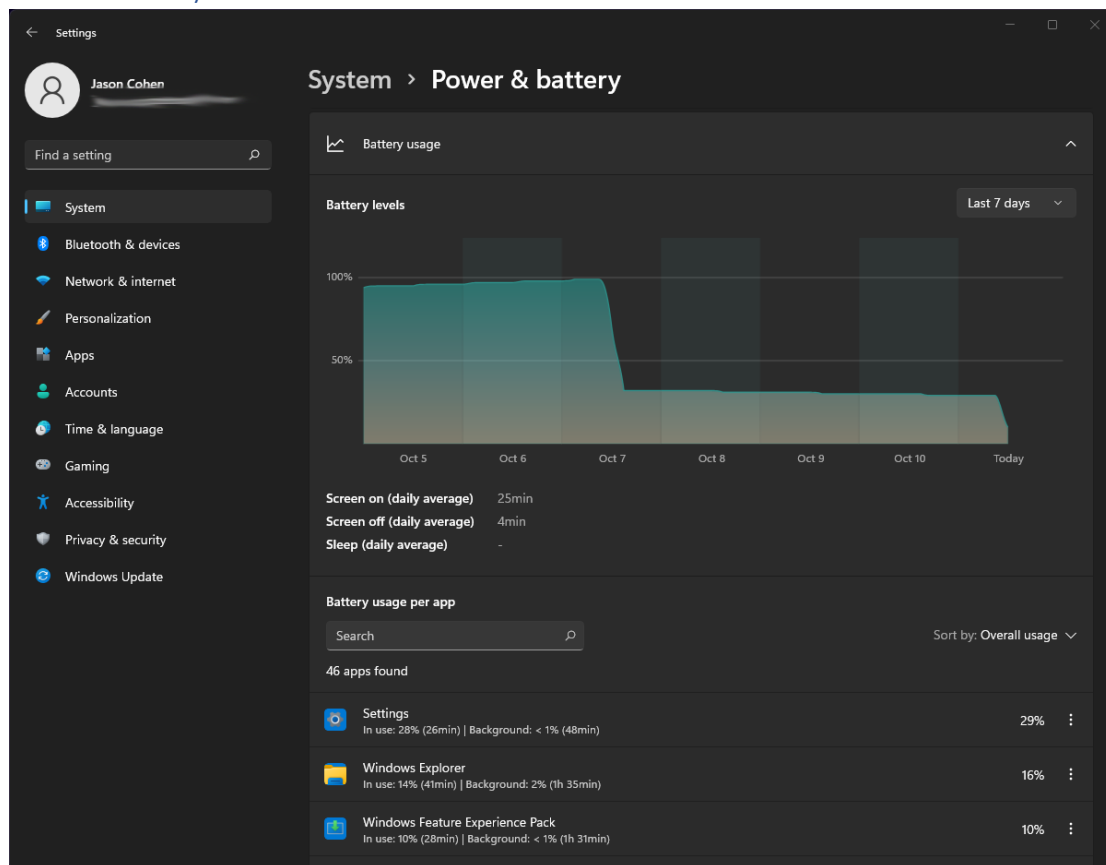 Settings
Jason Cohen
System > Power & battery
Find a setting
System
Bluetooth & devices
Network & internet
Personalization
Apps
Accounts
Time & language
Gaming
Accessibility
Privacy & security
Windows Update
Battery usage
Battery levels
Last 7 days
100%
50%
Oct 5 Oct 6 Oct 7 Oct 8 Oct 9 Oct 10 Today
Screen on (daily average) 25min
Screen off (daily average) 4min
Sleep (daily average) -
Battery usage per app
Search
Sort by: Overall usage
46 apps found
Settings
In use: 28% (26min) | Background: < 1% (48min)
29%
Windows Explorer
In use: 14% (41min) | Background: 2% (1h 35min)
16%
Windows Feature Experience Pack
In use: 10% (28min) | Background: < 1% (1h 31min)
10%